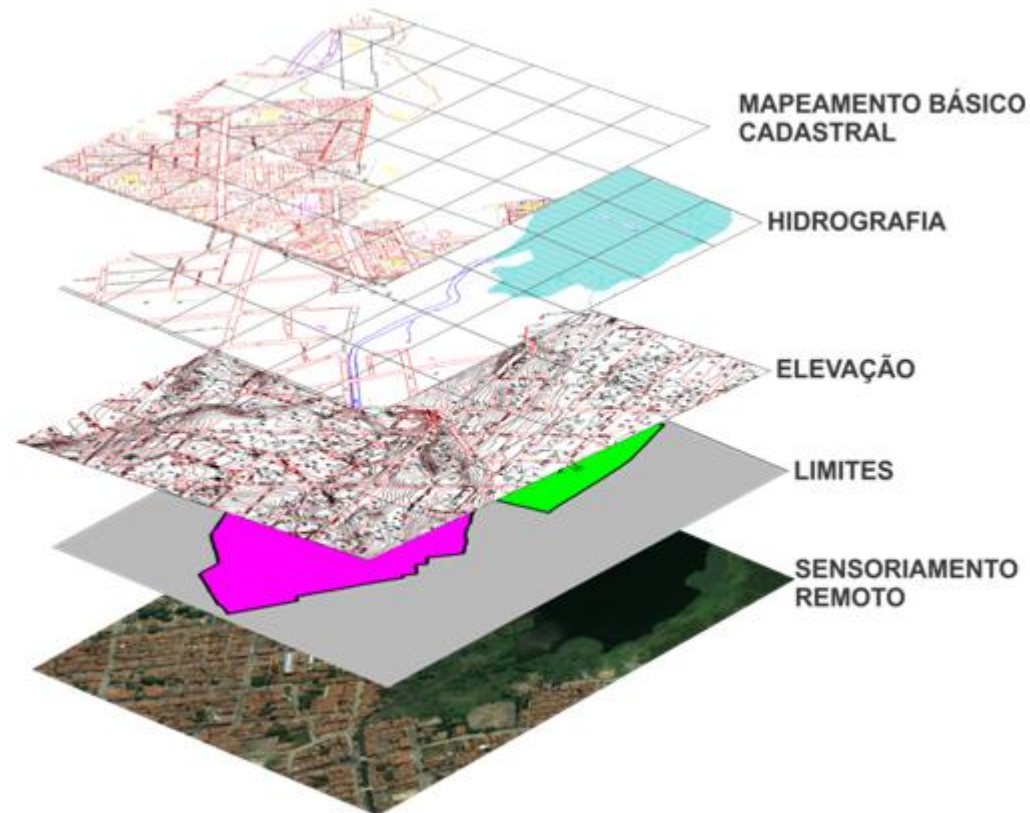 MAPEAMENTO BÁSICO
CADASTRAL
HIDROGRAFIA
ELEVAÇÃO
LIMITES
SENSORIAMENTO
REMOTO